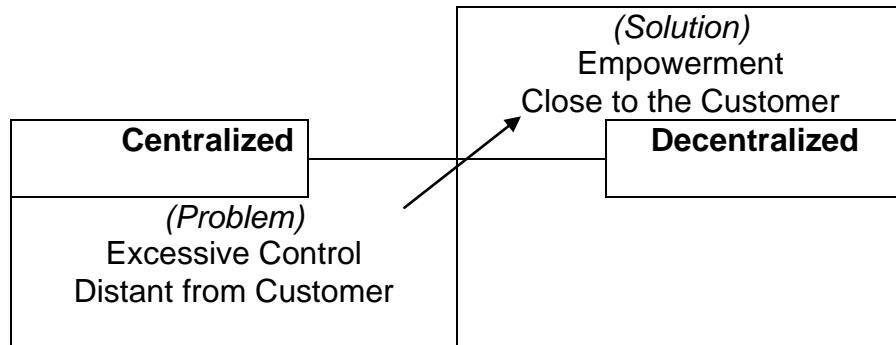 (Solution)
Empowerment
Close to the Customer
Centralized
Decentralized
(Problem)
Excessive Control
Distant from Customer